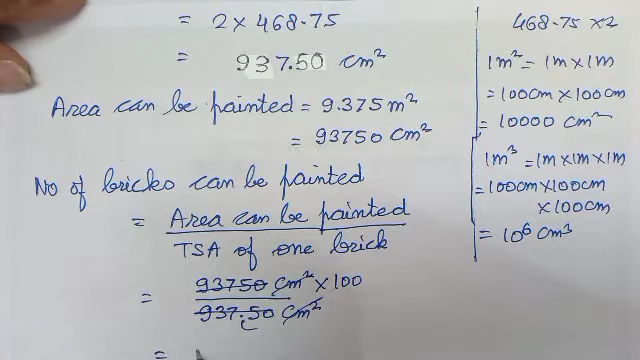 = 2 × 468.75
= 937.50 cm²
Area can be painted = 9.375 m²
= 93750 cm²
No of bricks can be painted
= Area can be painted
TSA of one brick
= 93750 cm² × 100
937.50 cm²
=
468.75 × 2
1m² = 1m × 1m
= 100cm × 100cm
= 10000 cm²
1m³ = 1m × 1m × 1m
= 100cm × 100cm
× 100cm
= 10⁶ cm³